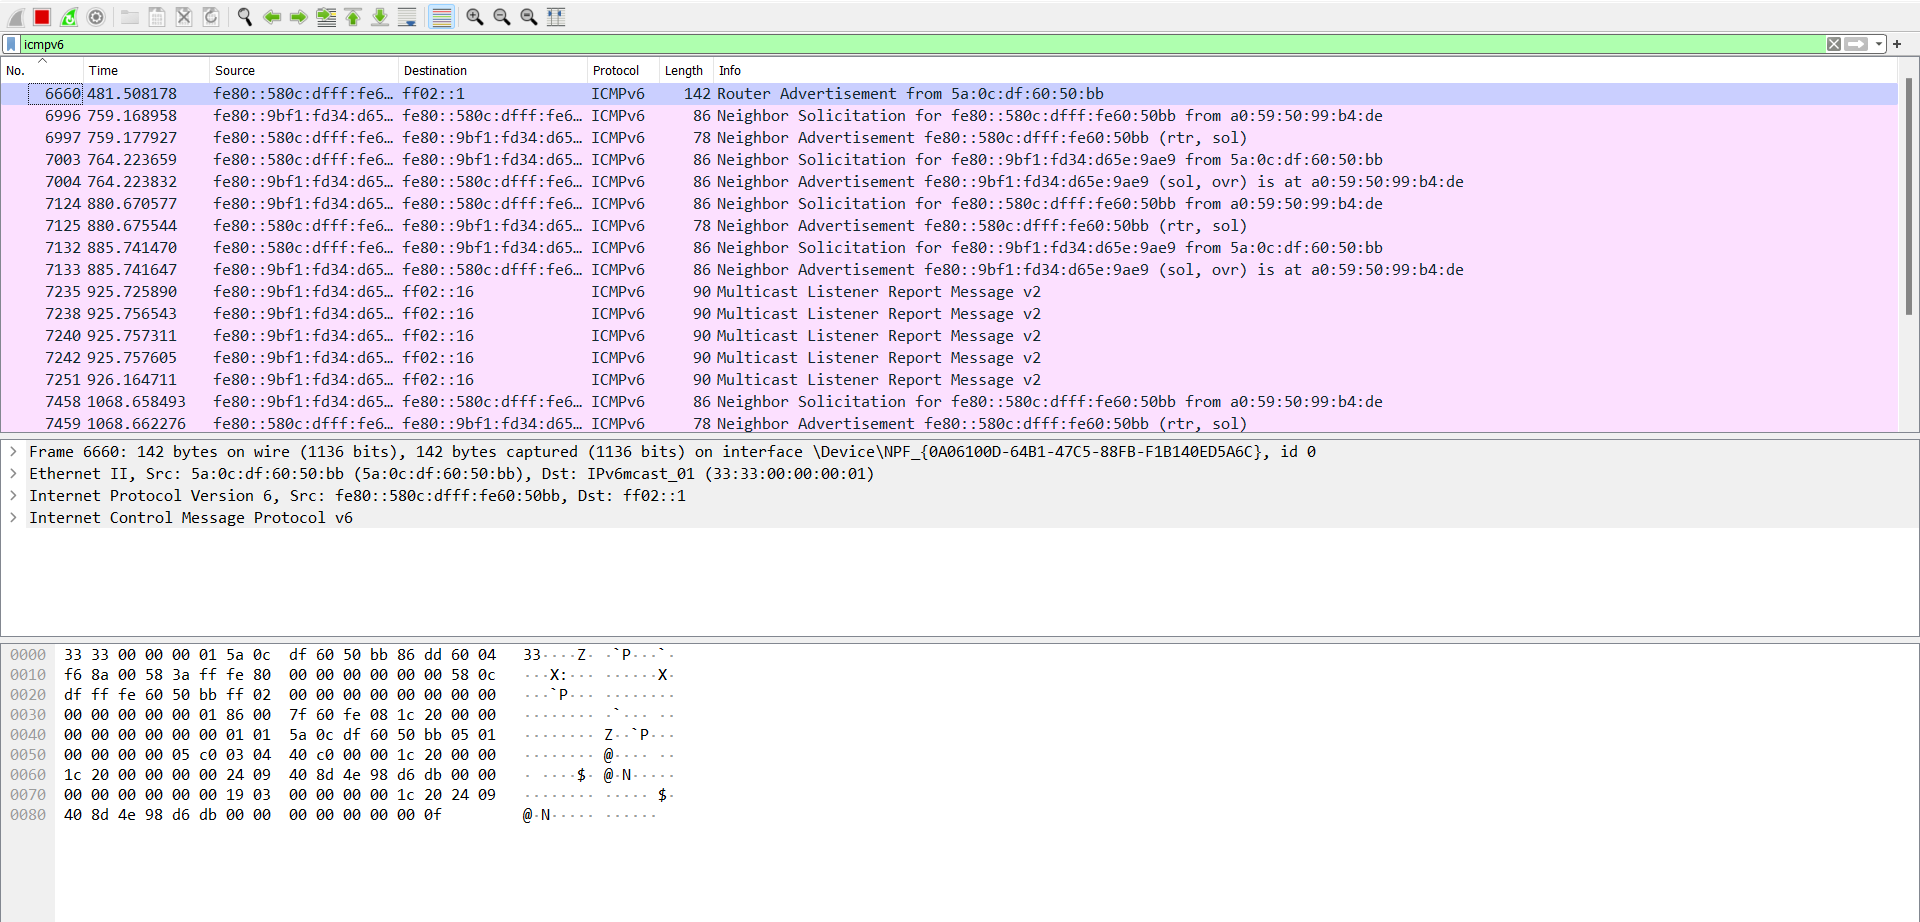 icmpv6
No. Time Source Destination Protocol Length Info
6660 481.508178 fe80::580c:dfff:fe6… ff02::1 ICMPv6 142 Router Advertisement from 5a:0c:df:60:50:bb
6996 759.168958 fe80::9bf1:fd34:d65… fe80::580c:dfff:fe6… ICMPv6 86 Neighbor Solicitation for fe80::580c:dfff:fe60:50bb from a0:59:50:99:b4:de
6997 759.177927 fe80::580c:dfff:fe6… fe80::9bf1:fd34:d65… ICMPv6 78 Neighbor Advertisement fe80::580c:dfff:fe60:50bb (rtr, sol)
7003 764.223659 fe80::580c:dfff:fe6… fe80::9bf1:fd34:d65… ICMPv6 86 Neighbor Solicitation for fe80::9bf1:fd34:d65e:9ae9 from 5a:0c:df:60:50:bb
7004 764.223832 fe80::9bf1:fd34:d65… fe80::580c:dfff:fe6… ICMPv6 86 Neighbor Advertisement fe80::9bf1:fd34:d65e:9ae9 (sol, ovr) is at a0:59:50:99:b4:de
7124 880.670577 fe80::9bf1:fd34:d65… fe80::580c:dfff:fe6… ICMPv6 86 Neighbor Solicitation for fe80::580c:dfff:fe60:50bb from a0:59:50:99:b4:de
7125 880.675544 fe80::580c:dfff:fe6… fe80::9bf1:fd34:d65… ICMPv6 78 Neighbor Advertisement fe80::580c:dfff:fe60:50bb (rtr, sol)
7132 885.741470 fe80::580c:dfff:fe6… fe80::9bf1:fd34:d65… ICMPv6 86 Neighbor Solicitation for fe80::9bf1:fd34:d65e:9ae9 from 5a:0c:df:60:50:bb
7133 885.741647 fe80::9bf1:fd34:d65… fe80::580c:dfff:fe6… ICMPv6 86 Neighbor Advertisement fe80::9bf1:fd34:d65e:9ae9 (sol, ovr) is at a0:59:50:99:b4:de
7235 925.725890 fe80::9bf1:fd34:d65… ff02::16 ICMPv6 90 Multicast Listener Report Message v2
7238 925.756543 fe80::9bf1:fd34:d65… ff02::16 ICMPv6 90 Multicast Listener Report Message v2
7240 925.757311 fe80::9bf1:fd34:d65… ff02::16 ICMPv6 90 Multicast Listener Report Message v2
7242 925.757605 fe80::9bf1:fd34:d65… ff02::16 ICMPv6 90 Multicast Listener Report Message v2
7251 926.164711 fe80::9bf1:fd34:d65… ff02::16 ICMPv6 90 Multicast Listener Report Message v2
7458 1068.658493 fe80::9bf1:fd34:d65… fe80::580c:dfff:fe6… ICMPv6 86 Neighbor Solicitation for fe80::580c:dfff:fe60:50bb from a0:59:50:99:b4:de
7459 1068.662276 fe80::580c:dfff:fe6… fe80::9bf1:fd34:d65… ICMPv6 78 Neighbor Advertisement fe80::580c:dfff:fe60:50bb (rtr, sol)
Frame 6660: 142 bytes on wire (1136 bits), 142 bytes captured (1136 bits) on interface \Device\NPF_{0A06100D-64B1-47C5-88FB-F1B140ED5A6C}, id 0
Ethernet II, Src: 5a:0c:df:60:50:bb (5a:0c:df:60:50:bb), Dst: IPv6mcast_01 (33:33:00:00:00:01)
Internet Protocol Version 6, Src: fe80::580c:dfff:fe60:50bb, Dst: ff02::1
Internet Control Message Protocol v6
0000 33 33 00 00 00 01 5a 0c df 60 50 bb 86 dd 60 04 33····Z· ·`P···`·
0010 f6 8a 00 58 3a ff fe 80 00 00 00 00 00 00 58 0c ···X:··· ······X·
0020 df ff fe 60 50 bb ff 02 00 00 00 00 00 00 00 00 ···`P··· ········
0030 00 00 00 00 00 01 86 00 7f 60 fe 08 1c 20 00 00 ········ ·`··· ··
0040 00 00 00 00 00 00 01 01 5a 0c df 60 50 bb 05 01 ········ Z··`P···
0050 00 00 00 00 05 c0 03 04 40 c0 00 00 1c 20 00 00 ········ @···· ··
0060 1c 20 00 00 00 00 24 09 40 8d 4e 98 d6 db 00 00 · ····$· @·N·····
0070 00 00 00 00 00 00 19 03 00 00 00 00 1c 20 24 09 ········ ····· $·
0080 40 8d 4e 98 d6 db 00 00 00 00 00 00 00 0f @·N····· ······